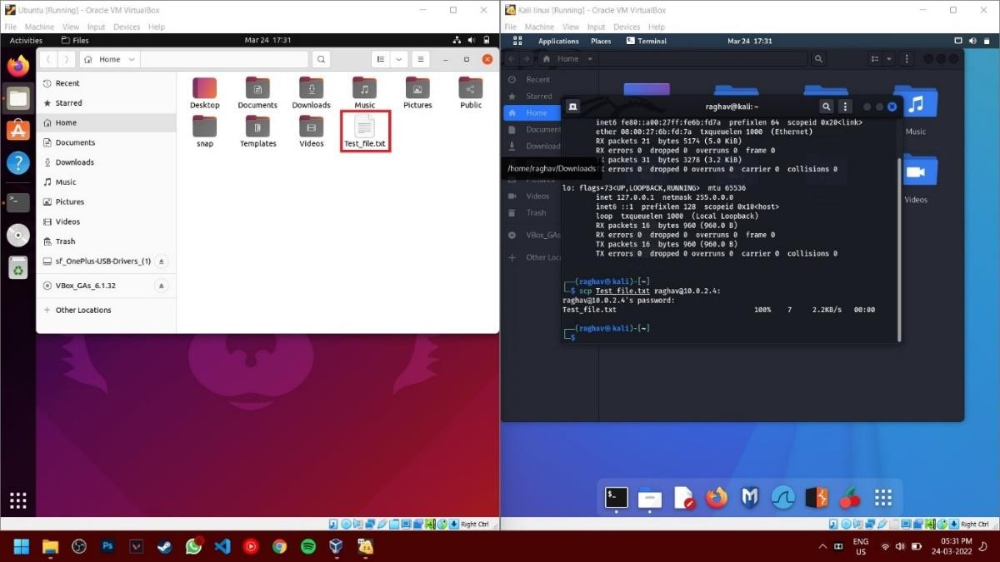 Ubuntu [Running] - Oracle VM VirtualBox
File Machine View Input Devices Help
Activities Files Mar 24 17:31
Home
Recent
Starred
Home
Documents
Downloads
Music
Pictures
Videos
Trash
sf_OnePlus-USB-Drivers_(1)
VBox_GAs_6.1.32
+ Other Locations
Desktop Documents Downloads Music Pictures Public
snap Templates Videos Test_file.txt
Right Ctrl
Kali linux [Running] - Oracle VM VirtualBox
File Machine View Input Devices Help
Applications Places Terminal Mar 24 17:31
Home
Recent
Starred
Home
Document
Download
/home/raghav/Downloads
Pictures
Videos
Trash
VBox_GAs
+ Other Loc
Music
Videos
raghav@kali: ~
inet6 fe80::a00:27ff:fe6b:fd7a prefixlen 64 scopeid 0x20<link>
ether 08:00:27:6b:fd:7a txqueuelen 1000 (Ethernet)
RX packets 21 bytes 5174 (5.0 KiB)
RX errors 0 dropped 0 overruns 0 frame 0
TX packets 31 bytes 3278 (3.2 KiB)
errors 0 dropped 0 overruns 0 carrier 0 collisions 0
lo: flags=73<UP,LOOPBACK,RUNNING> mtu 65536
inet 127.0.0.1 netmask 255.0.0.0
inet6 ::1 prefixlen 128 scopeid 0x10<host>
loop txqueuelen 1000 (Local Loopback)
RX packets 16 bytes 960 (960.0 B)
RX errors 0 dropped 0 overruns 0 frame 0
TX packets 16 bytes 960 (960.0 B)
TX errors 0 dropped 0 overruns 0 carrier 0 collisions 0
┌──(raghav㉿kali)-[~]
└─$ scp Test_file.txt raghav@10.0.2.4:
raghav@10.0.2.4's password:
Test_file.txt 100% 7 2.2KB/s 00:00
┌──(raghav㉿kali)-[~]
└─$
Right Ctrl
ENG
US
05:31 PM
24-03-2022